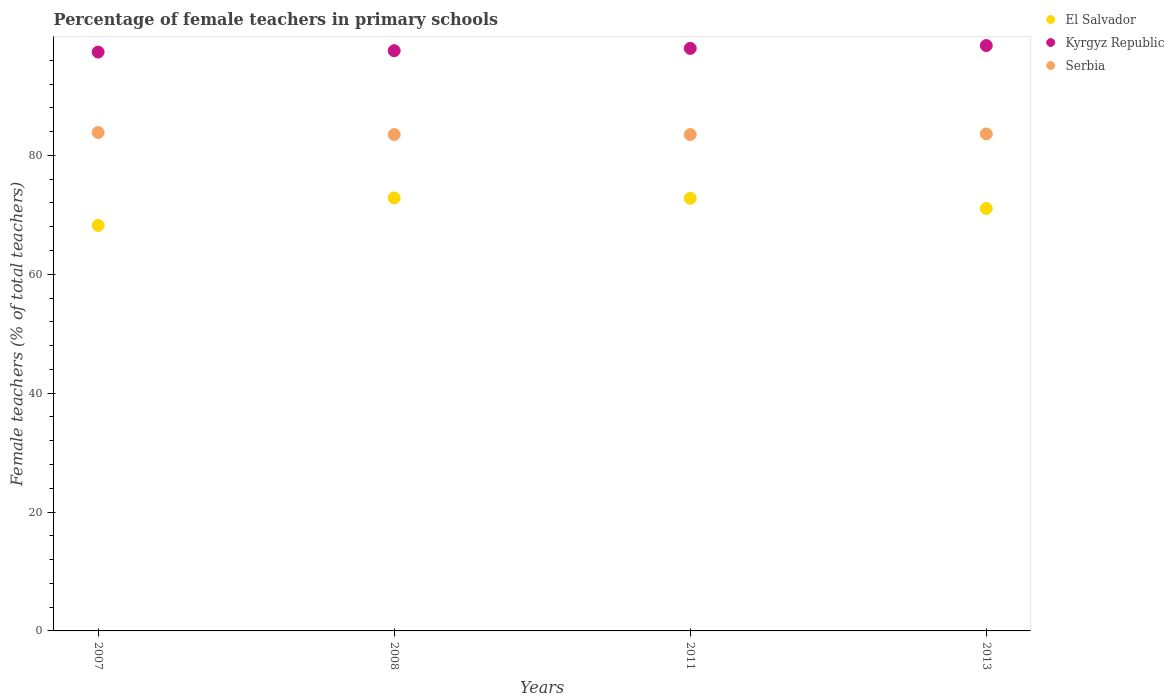 Percentage of female teachers in primary schools
El Salvador
Kyrgyz Republic
Serbia
Female teachers (% of total teachers)
80
60
40
20
0
2007
2008
2011
2013
Years